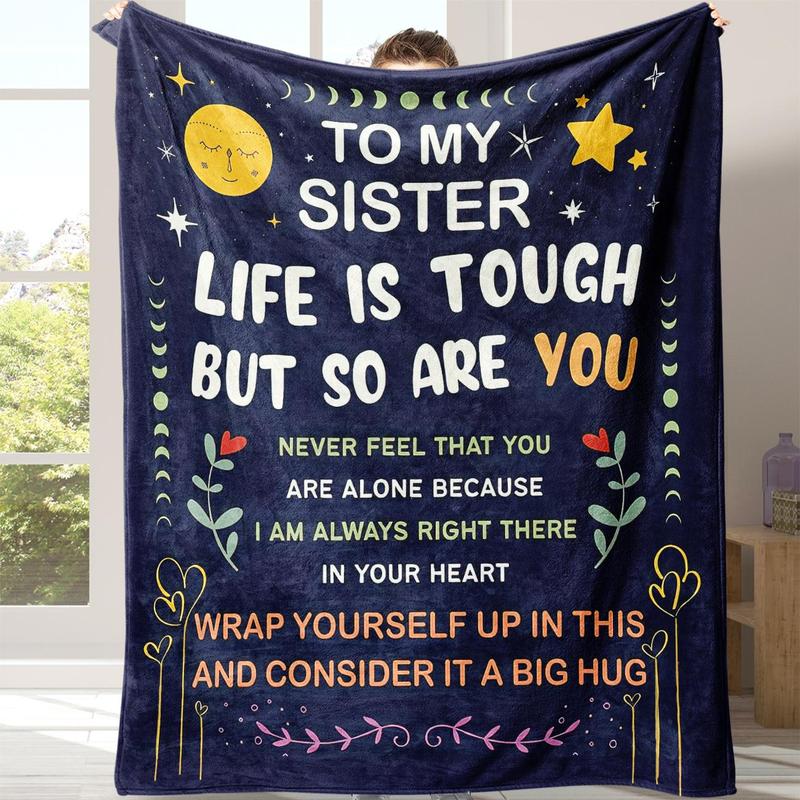 TO MY
SISTER
LIFE IS TOUGH
BUT SO ARE YOU
NEVER FEEL THAT YOU
ARE ALONE BECAUSE
I AM ALWAYS RIGHT THERE
IN YOUR HEART
WRAP YOURSELF UP IN THIS
AND CONSIDER IT A BIG HUG